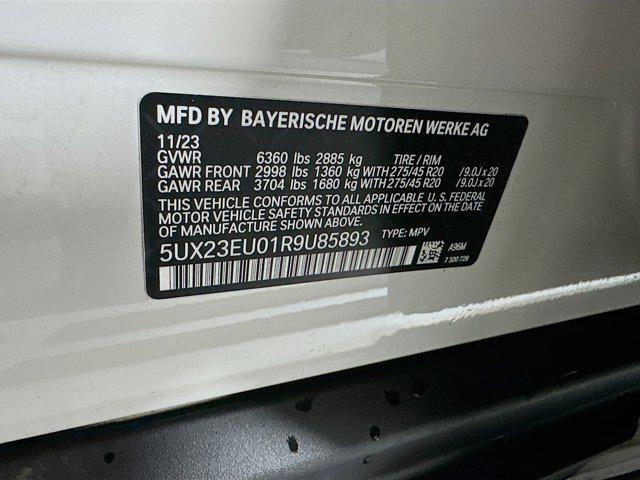 MFD BY BAYERISCHE MOTOREN WERKE AG
11/23
GVWR 6360 lbs 2885 kg TIRE / RIM
GAWR FRONT 2998 lbs 1360 kg WITH 275/45 R20 /9.0J x 20
GAWR REAR 3704 lbs 1680 kg WITH 275/45 R20 /9.0J x 20
THIS VEHICLE CONFORMS TO ALL APPLICABLE U. S. FEDERAL
MOTOR VEHICLE SAFETY STANDARDS IN EFFECT ON THE DATE OF
MANUFACTURE SHOWN ABOVE.
5UX23EU01R9U85893 TYPE: MPV
A96M
7 320 729